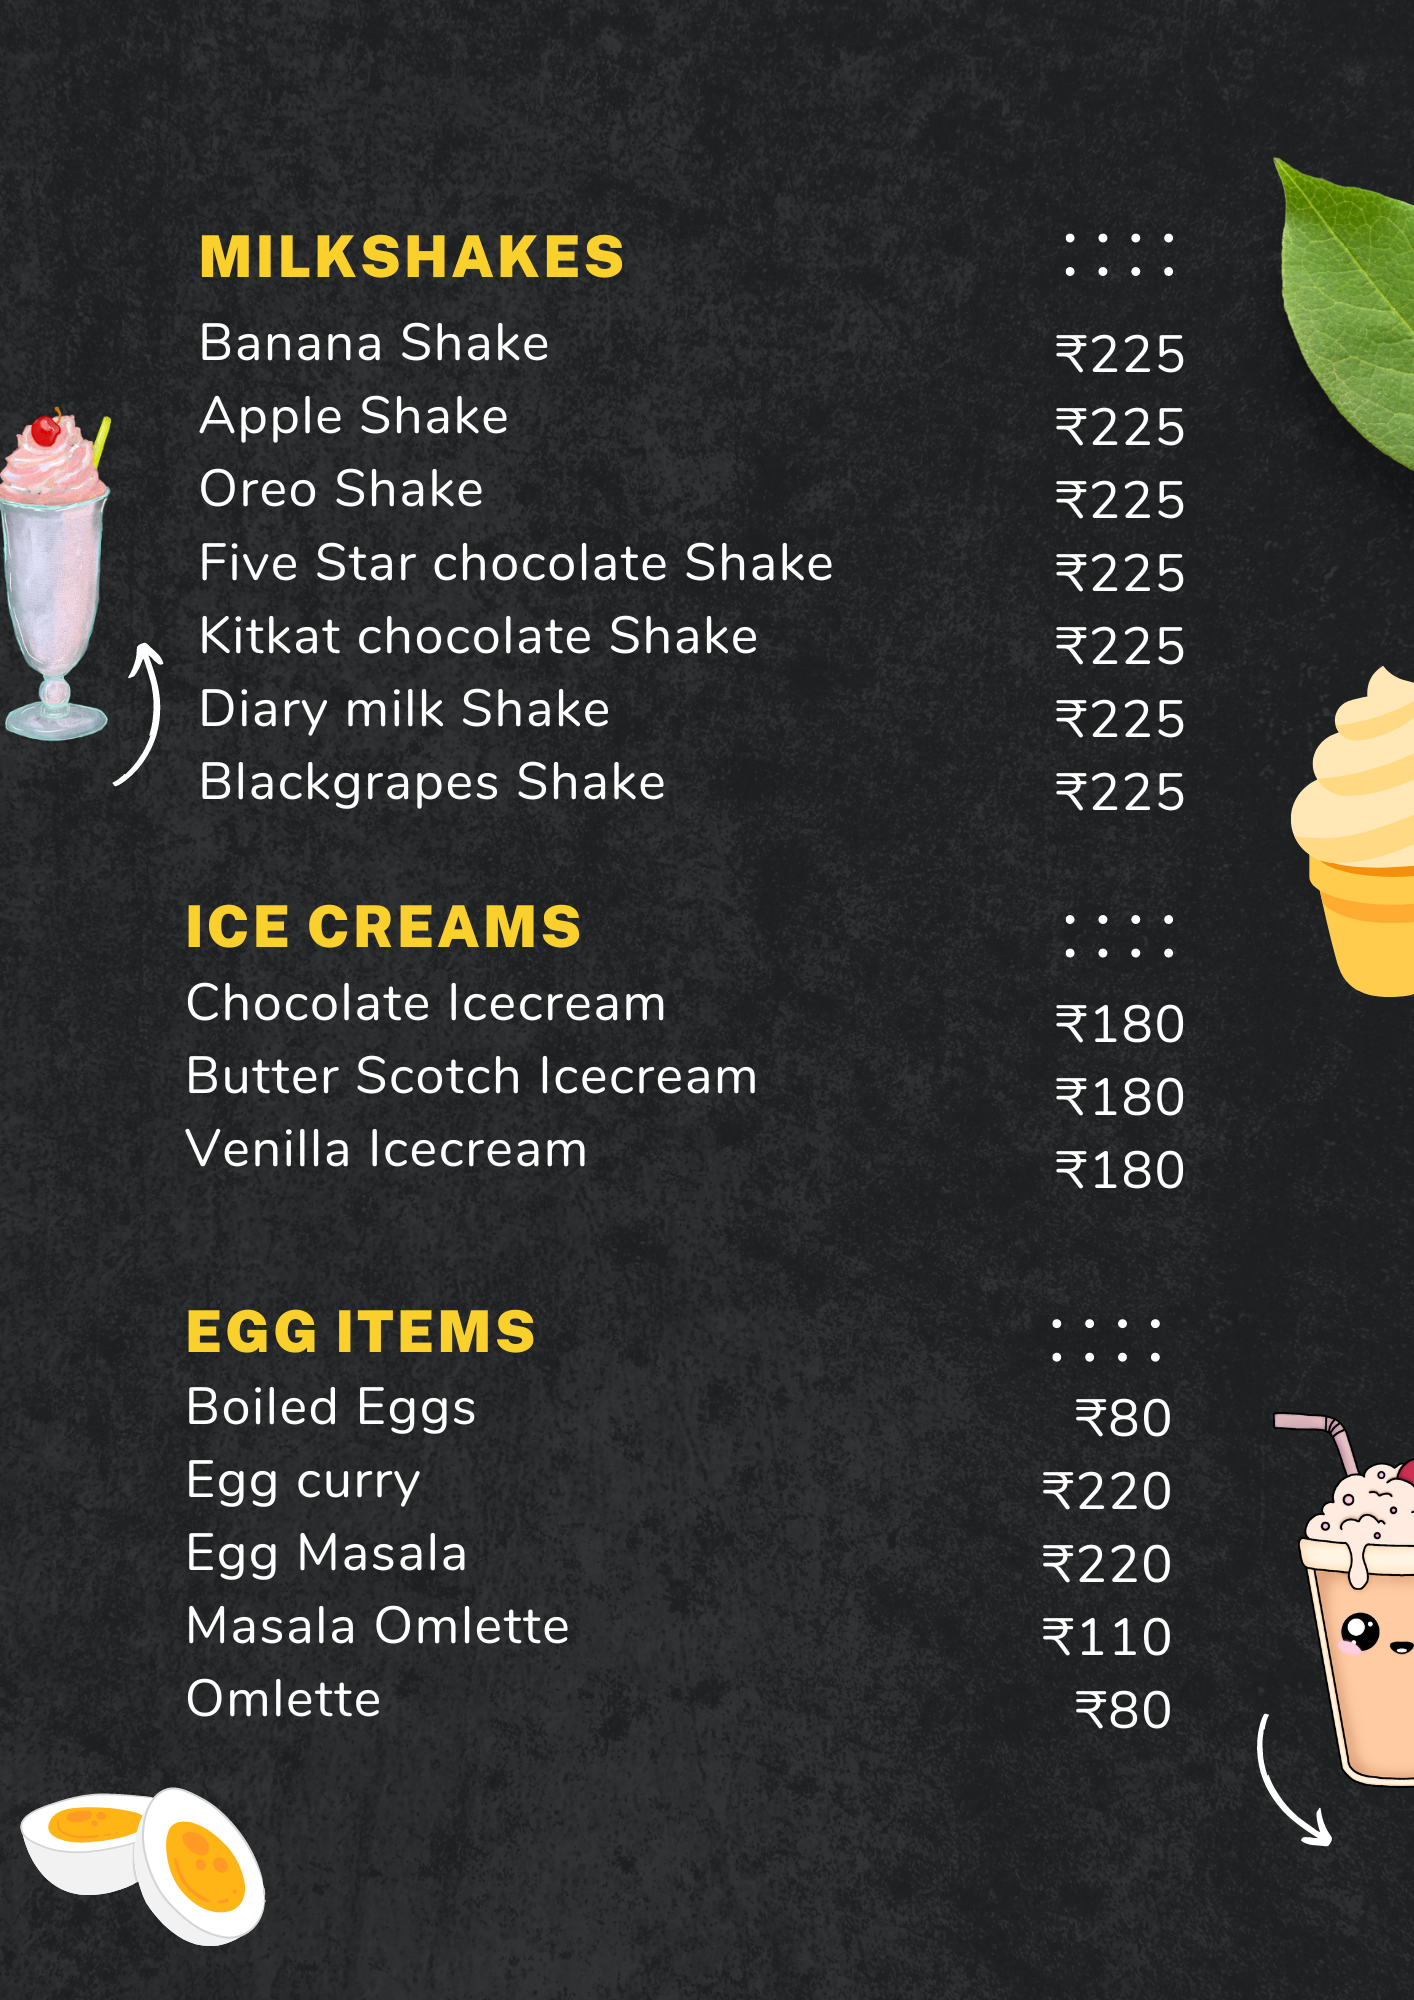 MILKSHAKES
Banana Shake ₹225
Apple Shake ₹225
Oreo Shake ₹225
Five Star chocolate Shake ₹225
Kitkat chocolate Shake ₹225
Diary milk Shake ₹225
Blackgrapes Shake ₹225
ICE CREAMS
Chocolate Icecream ₹180
Butter Scotch Icecream ₹180
Venilla Icecream ₹180
EGG ITEMS
Boiled Eggs ₹80
Egg curry ₹220
Egg Masala ₹220
Masala Omlette ₹110
Omlette ₹80